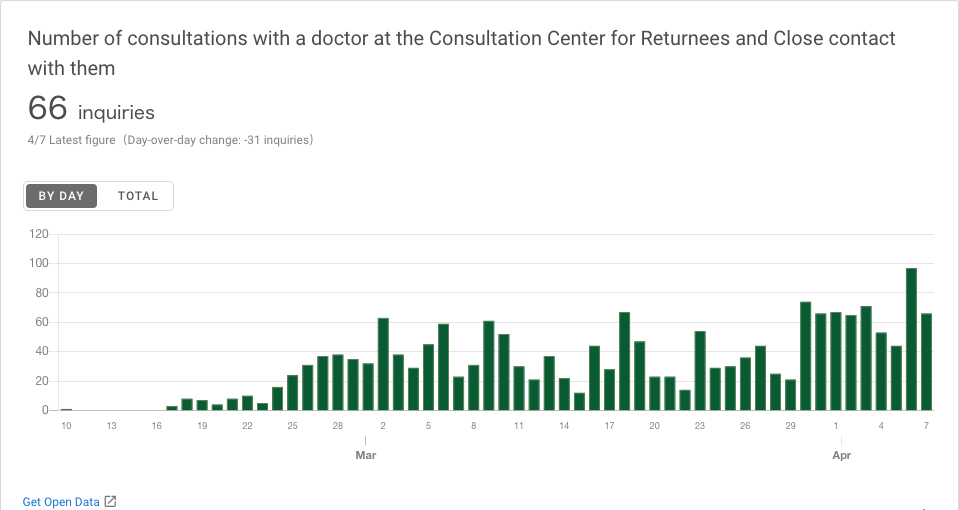 Number of consultations with a doctor at the Consultation Center for Returnees and Close contact
with them
66 inquiries
4/7 Latest figure (Day-over-day change: -31 inquiries)
BY DAY TOTAL
120
100
80
60
40
20
0
10 13 16 19 22 25 28 2 5 8 11 14 17 20 23 26 29 1 4 7
Mar Apr
Get Open Data